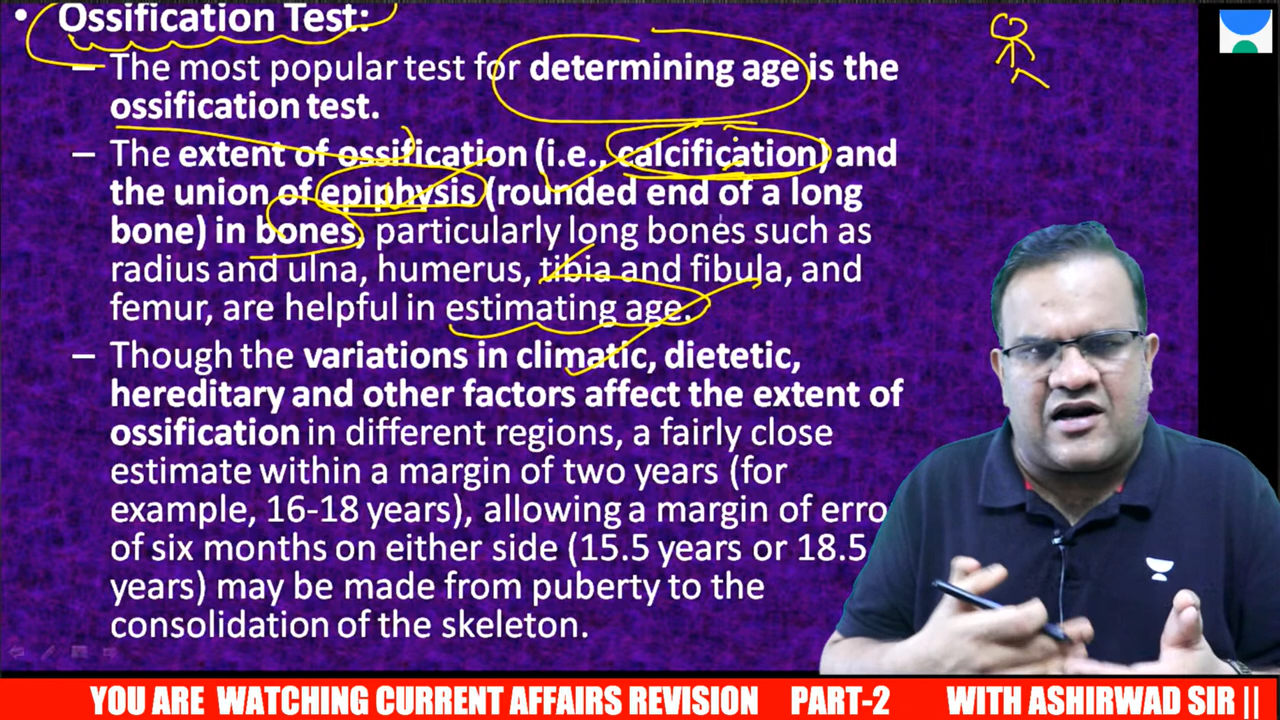 • Ossification Test:
– The most popular test for determining age is the
ossification test.
– The extent of ossification (i.e., calcification) and
the union of epiphysis (rounded end of a long
bone) in bones, particularly long bones such as
radius and ulna, humerus, tibia and fibula, and
femur, are helpful in estimating age.
– Though the variations in climatic, dietetic,
hereditary and other factors affect the extent of
ossification in different regions, a fairly close
estimate within a margin of two years (for
example, 16-18 years), allowing a margin of erro
of six months on either side (15.5 years or 18.5
years) may be made from puberty to the
consolidation of the skeleton.
YOU ARE WATCHING CURRENT AFFAIRS REVISION PART-2 WITH ASHIRWAD SIR ||